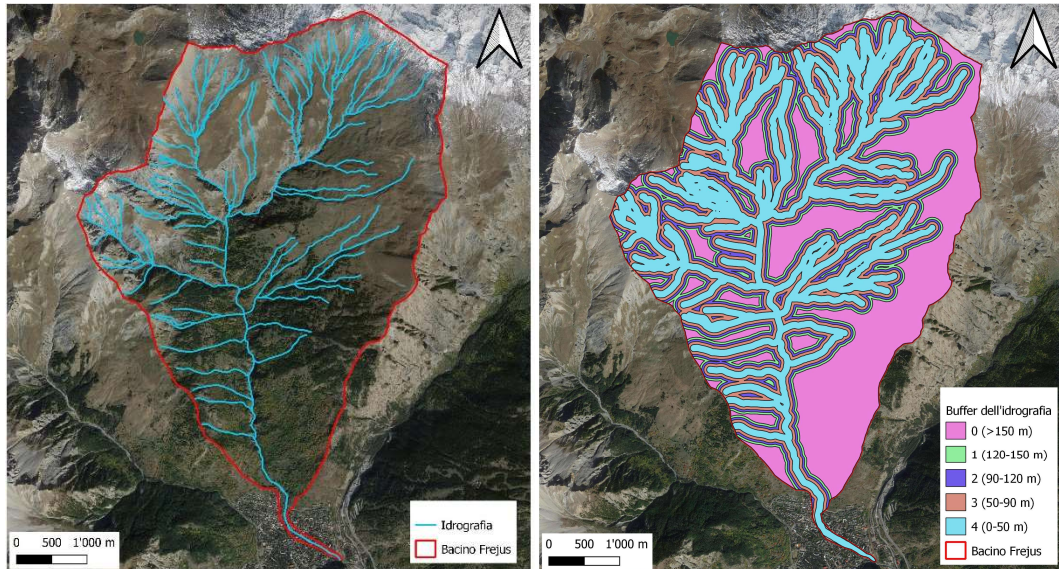 Idrografia
Bacino Frejus
0 500 1'000 m
Buffer dell'idrografia
0 (>150 m)
1 (120-150 m)
2 (90-120 m)
3 (50-90 m)
4 (0-50 m)
Bacino Frejus
0 500 1'000 m